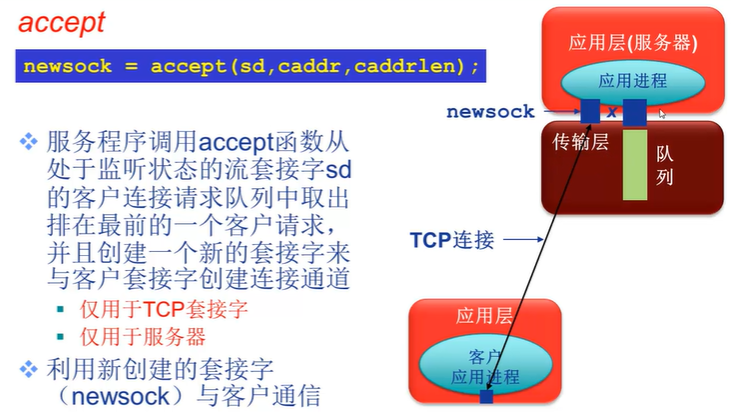 accept
newsock = accept(sd,caddr,caddrlen);
服务程序调用accept函数从
处于监听状态的流套接字sd
的客户连接请求队列中取出
排在最前的一个客户请求，
并且创建一个新的套接字来
与客户套接字创建连接通道
仅用于TCP套接字
仅用于服务器
利用新创建的套接字
（newsock）与客户通信
应用层(服务器)
应用进程
newsock
x
传输层
队
列
TCP连接
应用层
客户
应用进程